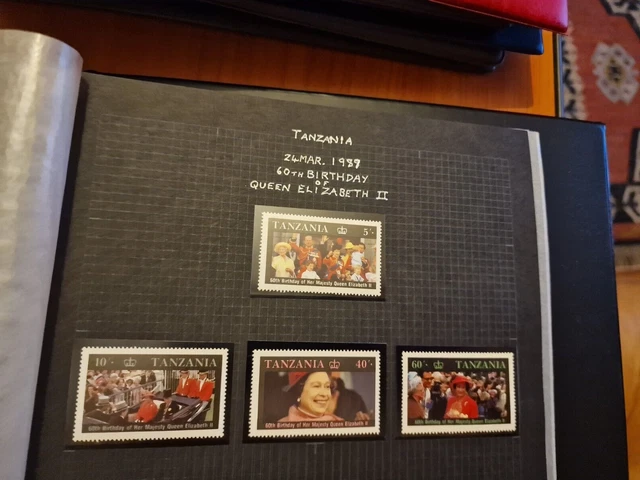 TANZANIA
24 MAR. 1987
60TH BIRTHDAY
OF
QUEEN ELIZABETH II
TANZANIA 5/-
60th Birthday of Her Majesty Queen Elizabeth II
10/- TANZANIA
60th Birthday of Her Majesty Queen Elizabeth II
TANZANIA 40/-
60th Birthday of Her Majesty Queen Elizabeth II
60/- TANZANIA
60th Birthday of Her Majesty Queen Elizabeth II